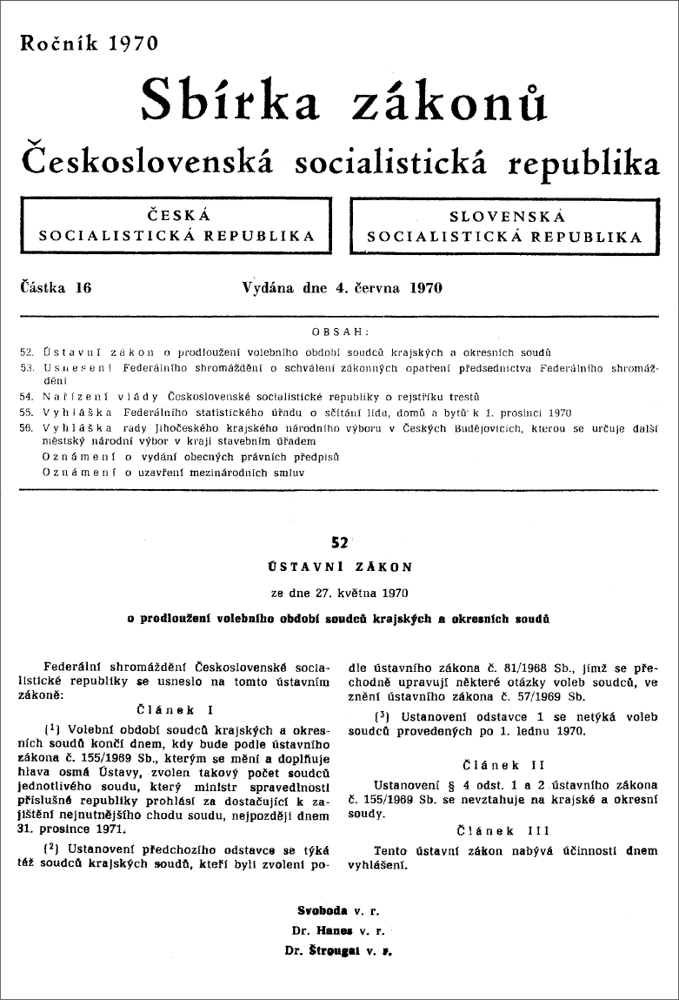 Ročník 1970
Sbírka zákonů
Československá socialistická republika
ČESKÁ
SOCIALISTICKÁ REPUBLIKA
SLOVENSKÁ
SOCIALISTICKÁ REPUBLIKA
Částka 16
Vydána dne 4. června 1970
OBSAH:
52. Ústavní zákon o prodloužení volebního období soudců krajských a okresních soudů
53. Usnesení Federálního shromáždění o schválení zákonných opatření předsednictva Federálního shromáž-
dění
54. Nařízení vlády Československé socialistické republiky o rejstříku trestů
55. Vyhláška Federálního statistického úřadu o sčítání lidu, domů a bytů k 1. prosinci 1970
56. Vyhláška rady Jihočeského krajského národního výboru v Českých Budějovicích, kterou se určuje další
městský národní výbor v kraji stavebním úřadem
Oznámení o vydání obecných právních předpisů
Oznámení o uzavření mezinárodních smluv
52
ÚSTAVNÍ ZÁKON
ze dne 27. května 1970
o prodloužení volebního období soudců krajských a okresních soudů
Federální shromáždění Československé socia-
listické republiky se usneslo na tomto ústavním
zákoně:
Článek I
(1) Volební období soudců krajských a okres-
ních soudů končí dnem, kdy bude podle ústavního
zákona č. 155/1969 Sb., kterým se mění a doplňuje
hlava osmá Ústavy, zvolen takový počet soudců
jednotlivého soudu, který ministr spravedlnosti
příslušné republiky prohlásí za dostačující k za-
jištění nejnutnějšího chodu soudu, nejpozději dnem
31. prosince 1971.
(2) Ustanovení předchozího odstavce se týká
též soudců krajských soudů, kteří byli zvoleni po-
dle ústavního zákona č. 81/1968 Sb., jímž se pře-
chodně upravují některé otázky voleb soudců, ve
znění ústavního zákona č. 57/1969 Sb.
(3) Ustanovení odstavce 1 se netýká voleb
soudců provedených po 1. lednu 1970.
Článek II
Ustanovení § 4 odst. 1 a 2 ústavního zákona
č. 155/1969 Sb. se nevztahuje na krajské a okresní
soudy.
Článek III
Tento ústavní zákon nabývá účinnosti dnem
vyhlášení.
Svoboda v. r.
Dr. Hanes v. r.
Dr. Štrougal v. r.